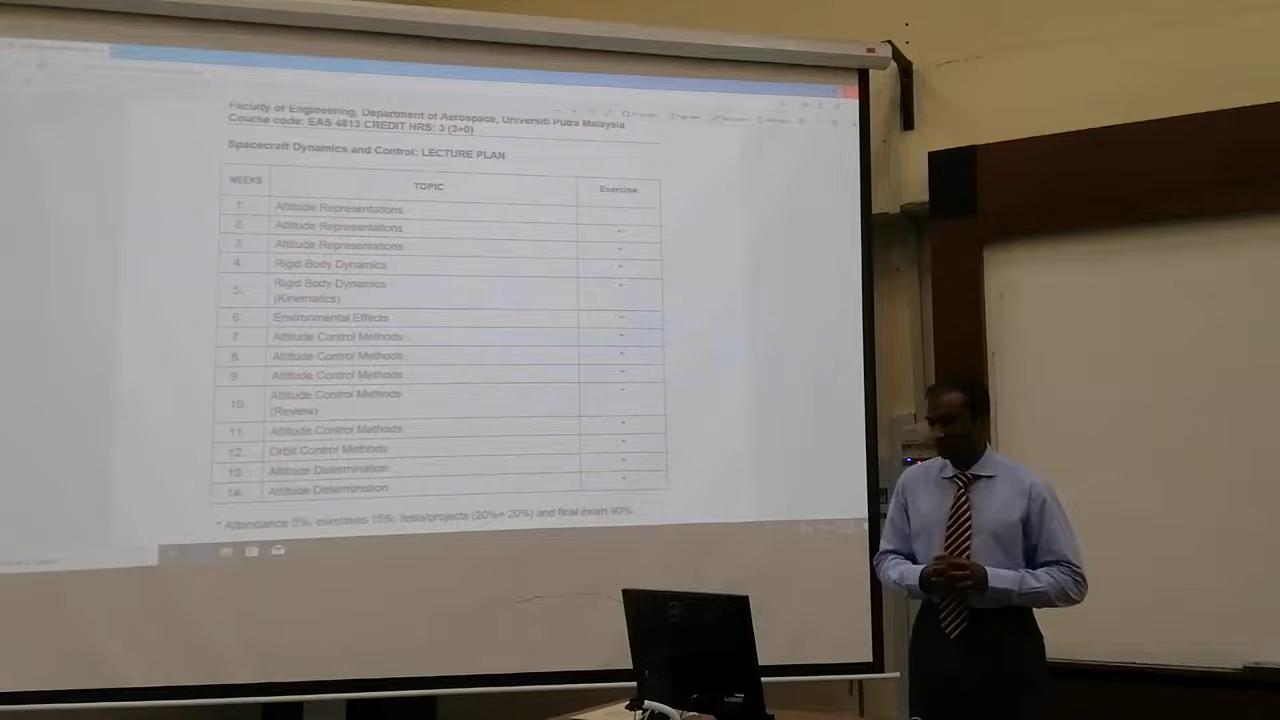 Faculty of Engineering, Department of Aerospace, Universiti Putra Malaysia
Course code: EAS 4813 CREDIT HRS: 3 (3+0)
Spacecraft Dynamics and Control: LECTURE PLAN
WEEKS TOPIC Exercise
1. Attitude Representations
2. Attitude Representations -
3. Attitude Representations -
4. Rigid Body Dynamics -
5. Rigid Body Dynamics -
(Kinematics)
6. Environmental Effects -
7. Attitude Control Methods -
8. Attitude Control Methods -
9. Attitude Control Methods -
10. Attitude Control Methods -
(Review)
11. Attitude Control Methods -
12. Orbit Control Methods -
13. Attitude Determination -
14. Attitude Determination -
* Attendance 5%, exercises 15%, tests/projects (20%+ 20%) and final exam 40%